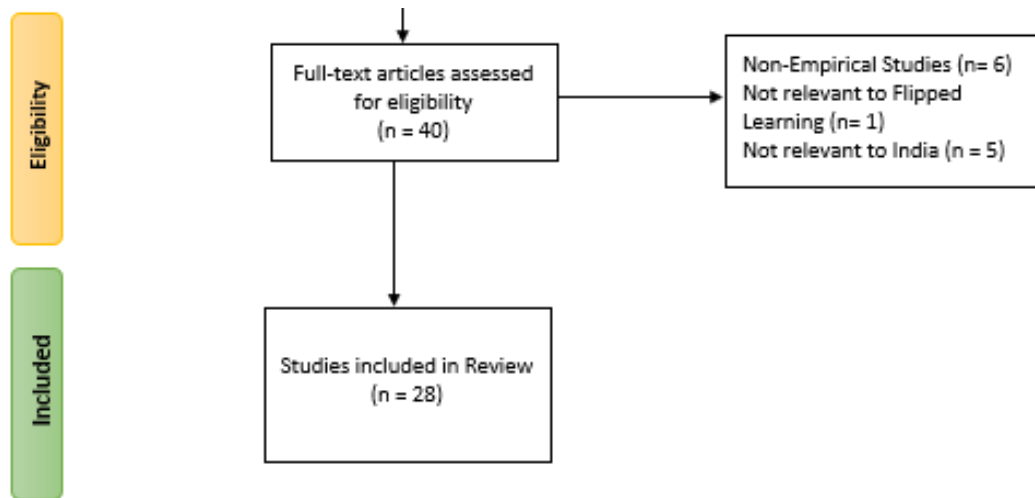 Eligibility
Full-text articles assessed
for eligibility
(n = 40)
Non-Empirical Studies (n= 6)
Not relevant to Flipped
Learning (n= 1)
Not relevant to India (n = 5)
Included
Studies included in Review
(n = 28)